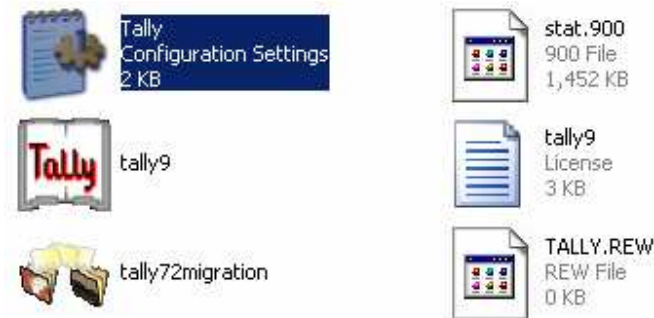 Tally
Configuration Settings
2 KB
stat.900
900 File
1,452 KB
Tally
tally9
tally9
License
3 KB
tally72migration
TALLY.REW
REW File
0 KB